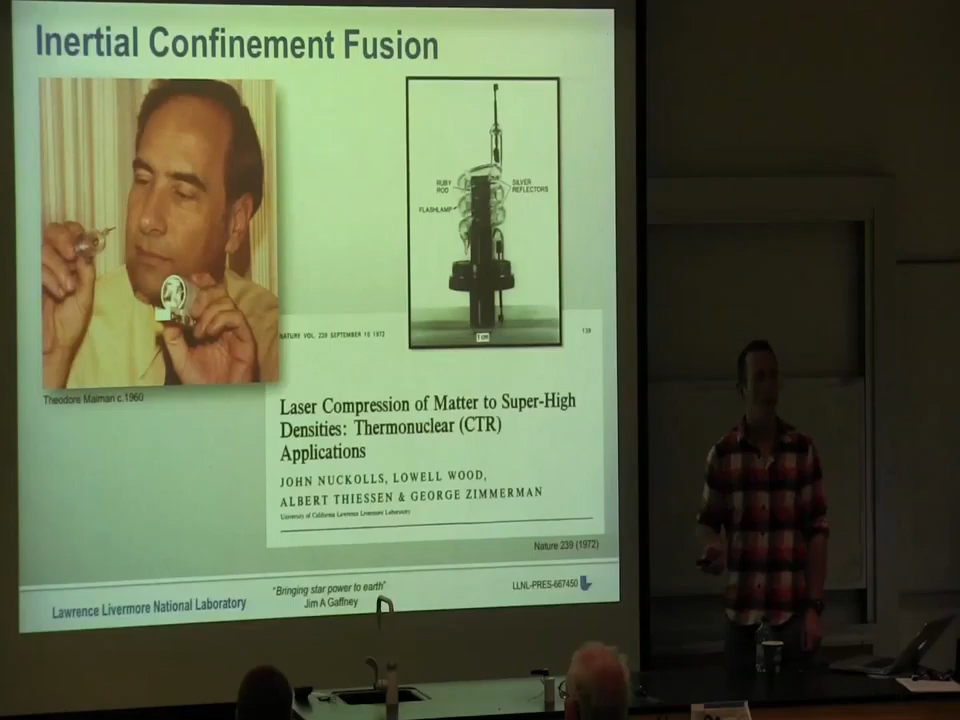 Inertial Confinement Fusion
RUBY
ROD
SILVER
REFLECTORS
FLASHLAMP
1 cm
NATURE VOL. 239 SEPTEMBER 15 1972
139
Theodore Maiman c.1960
Laser Compression of Matter to Super-High
Densities: Thermonuclear (CTR)
Applications
JOHN NUCKOLLS, LOWELL WOOD,
ALBERT THIESSEN & GEORGE ZIMMERMAN
University of California Lawrence Livermore Laboratory
Nature 239 (1972)
Lawrence Livermore National Laboratory
"Bringing star power to earth"
Jim A Gaffney
LLNL-PRES-667450